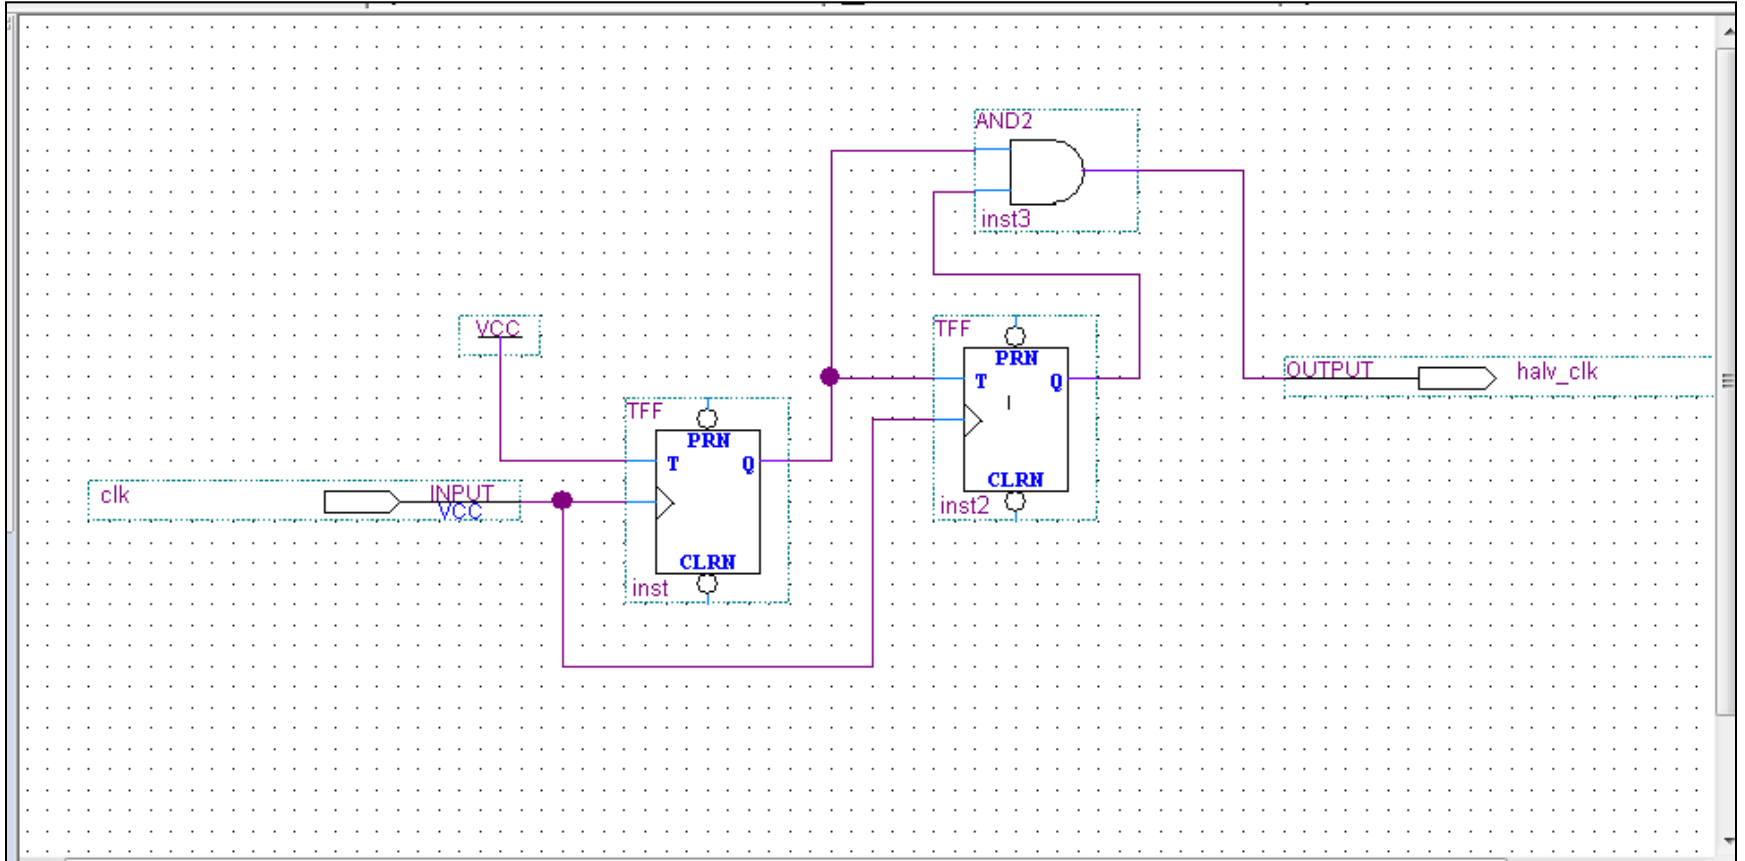 AND2
inst3
VCC
TFF
PRN
T
Q
CLRN
inst2
OUTPUT
halv_clk
TFF
PRN
T
Q
CLRN
inst
clk
INPUT
VCC